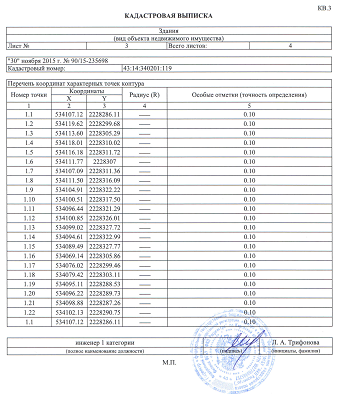 КВ.3
КАДАСТРОВАЯ ВЫПИСКА
Здания
(вид объекта недвижимого имущества)
Лист № 3 Всего листов: 4
"30" ноября 2015 г. № 90/15-235698
Кадастровый номер: 43:14:340201:119
Перечень координат характерных точек контура
Номер точки Координаты Радиус (R) Особые отметки (точность определения)
X Y
1 2 3 4 5
1.1 534107.12 2228286.11 —— 0.10
1.2 534119.62 2228299.68 —— 0.10
1.3 534113.60 2228305.29 —— 0.10
1.4 534118.01 2228310.02 —— 0.10
1.5 534116.18 2228311.72 —— 0.10
1.6 534111.77 2228307 —— 0.10
1.7 534107.09 2228311.36 —— 0.10
1.8 534111.50 2228316.09 —— 0.10
1.9 534104.91 2228322.22 —— 0.10
1.10 534100.51 2228317.50 —— 0.10
1.11 534096.44 2228321.29 —— 0.10
1.12 534100.85 2228326.01 —— 0.10
1.13 534099.02 2228327.72 —— 0.10
1.14 534094.61 2228322.99 —— 0.10
1.15 534089.49 2228327.77 —— 0.10
1.16 534069.14 2228305.86 —— 0.10
1.17 534076.02 2228299.46 —— 0.10
1.18 534079.42 2228303.11 —— 0.10
1.19 534095.11 2228288.53 —— 0.10
1.20 534096.22 2228289.73 —— 0.10
1.21 534098.88 2228287.26 —— 0.10
1.22 534102.13 2228290.75 —— 0.10
1.1 534107.12 2228286.11 —— 0.10
инженер 1 категории Л. А. Трифонова
(полное наименование должности) (подпись) (инициалы, фамилия)
М.П.